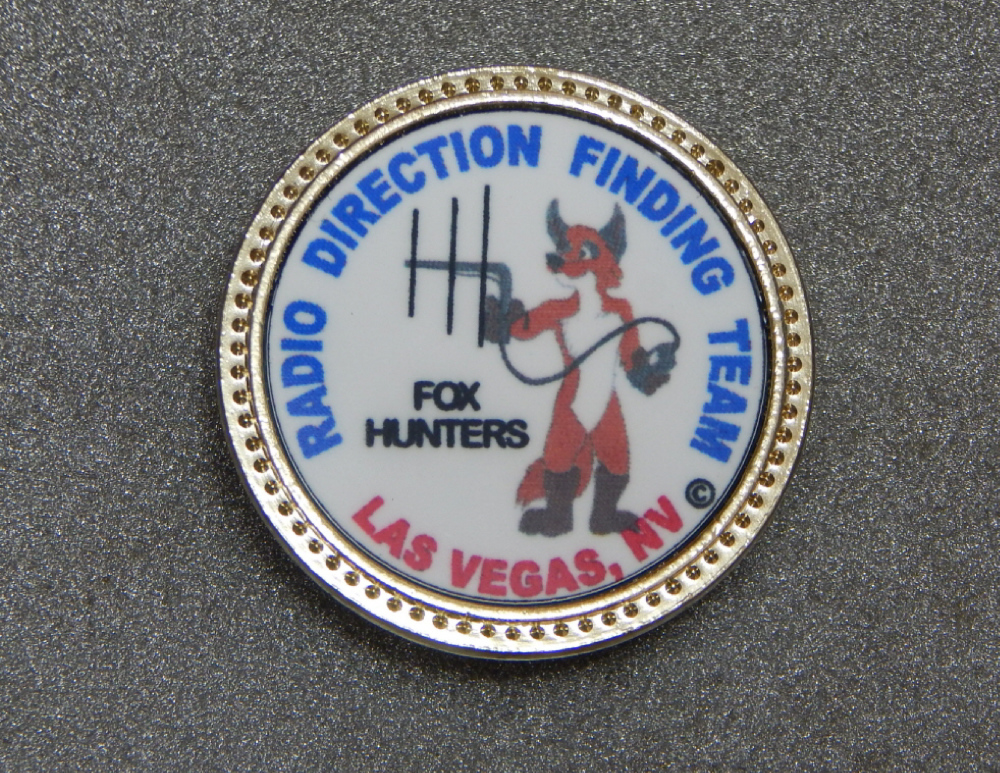 RADIO DIRECTION FINDING TEAM
FOX
HUNTERS
LAS VEGAS, NV
©